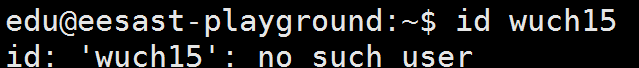 edu@eesast-playground:~$ id wuch15
id: 'wuch15': no such user